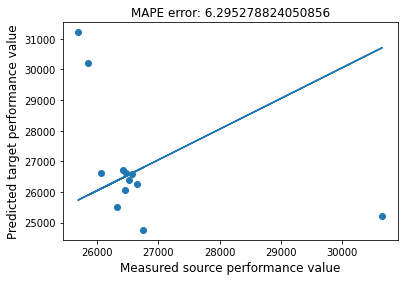 MAPE error: 6.295278824050856
31000
30000
29000
28000
27000
26000
25000
Predicted target performance value
26000 27000 28000 29000 30000
Measured source performance value